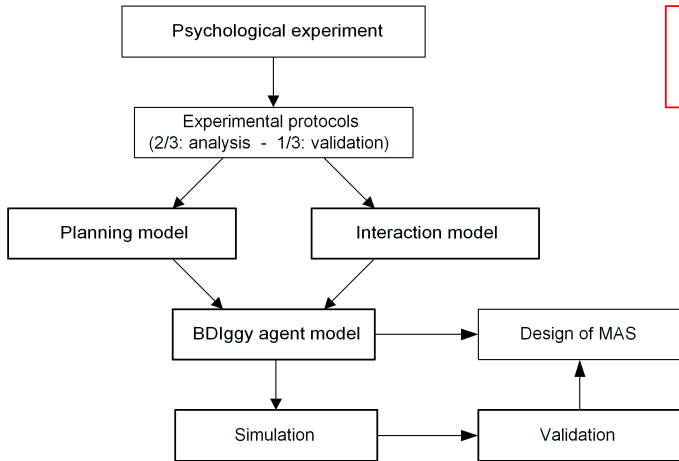 Psychological experiment
Experimental protocols
(2/3: analysis - 1/3: validation)
Planning model
Interaction model
BDIggy agent model
Design of MAS
Simulation
Validation